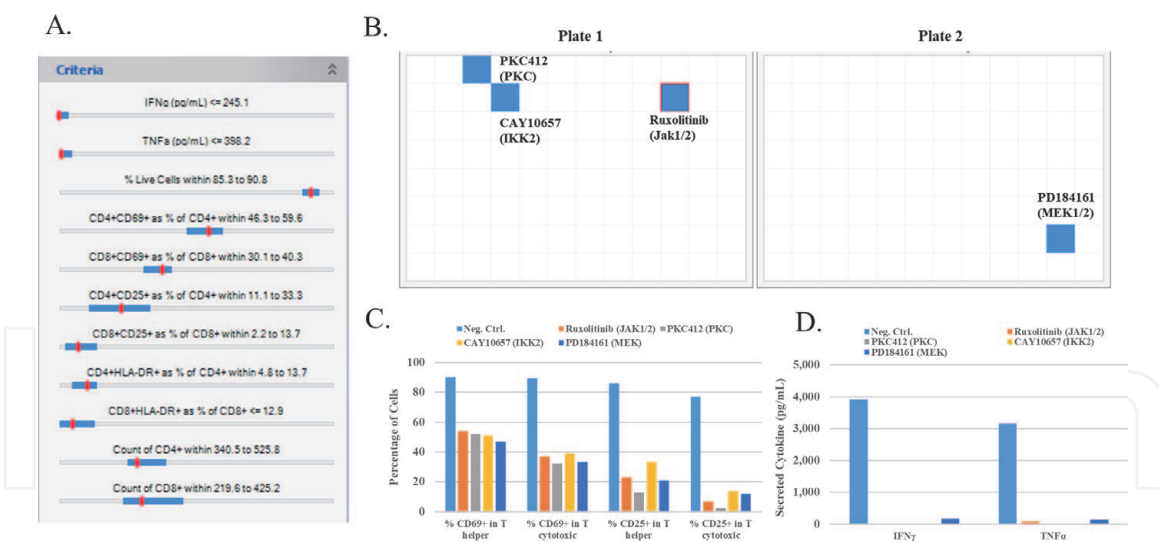 A.
Criteria
IFNg (pg/mL) <= 245.1
TNFa (pg/mL) <= 398.2
% Live Cells within 85.3 to 90.8
CD4+CD69+ as % of CD4+ within 46.3 to 59.6
CD8+CD69+ as % of CD8+ within 30.1 to 40.3
CD4+CD25+ as % of CD4+ within 11.1 to 33.3
CD8+CD25+ as % of CD8+ within 2.2 to 13.7
CD4+HLA-DR+ as % of CD4+ within 4.8 to 13.7
CD8+HLA-DR+ as % of CD8+ <= 12.9
Count of CD4+ within 340.5 to 525.8
Count of CD8+ within 219.6 to 425.2
B.
Plate 1
PKC412
(PKC)
CAY10657
(IKK2)
Ruxolitinib
(Jak1/2)
Plate 2
PD184161
(MEK1/2)
C.
Neg. Ctrl.
Ruxolitinib (JAK1/2)
PKC412 (PKC)
CAY10657 (IKK2)
PD184161 (MEK)
Percentage of Cells
100
80
60
40
20
0
% CD69+ in T
helper
% CD69+ in T
cytotoxic
% CD25+ in T
helper
% CD25+ in T
cytotoxic
D.
Neg. Ctrl.
Ruxolitinib (JAK1/2)
PKC412 (PKC)
CAY10657 (IKK2)
PD184161 (MEK)
Secreted Cytokine (pg/mL)
5,000
4,000
3,000
2,000
1,000
0
IFNγ
TNFα